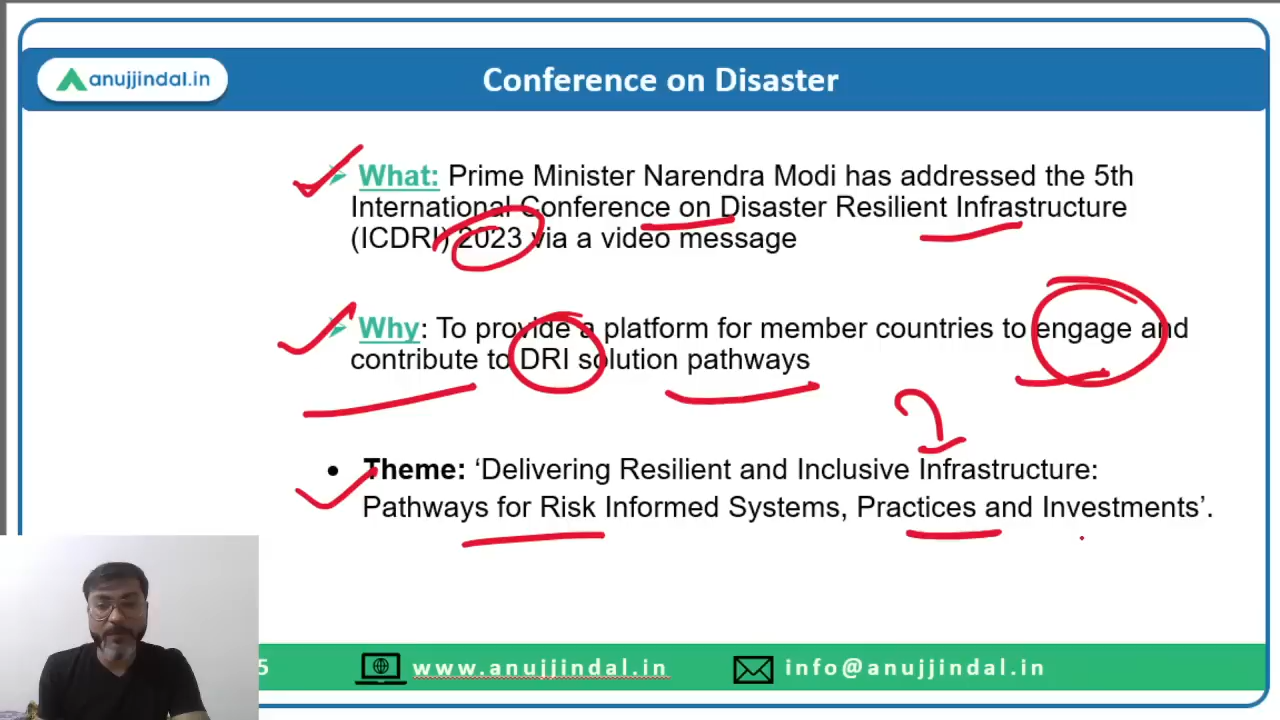 anujjindal.in
Conference on Disaster
What: Prime Minister Narendra Modi has addressed the 5th
International Conference on Disaster Resilient Infrastructure
(ICDRI) 2023 via a video message
Why: To provide a platform for member countries to engage and
contribute to DRI solution pathways
Theme: ‘Delivering Resilient and Inclusive Infrastructure:
Pathways for Risk Informed Systems, Practices and Investments’.
5 www.anujjindal.in info@anujjindal.in